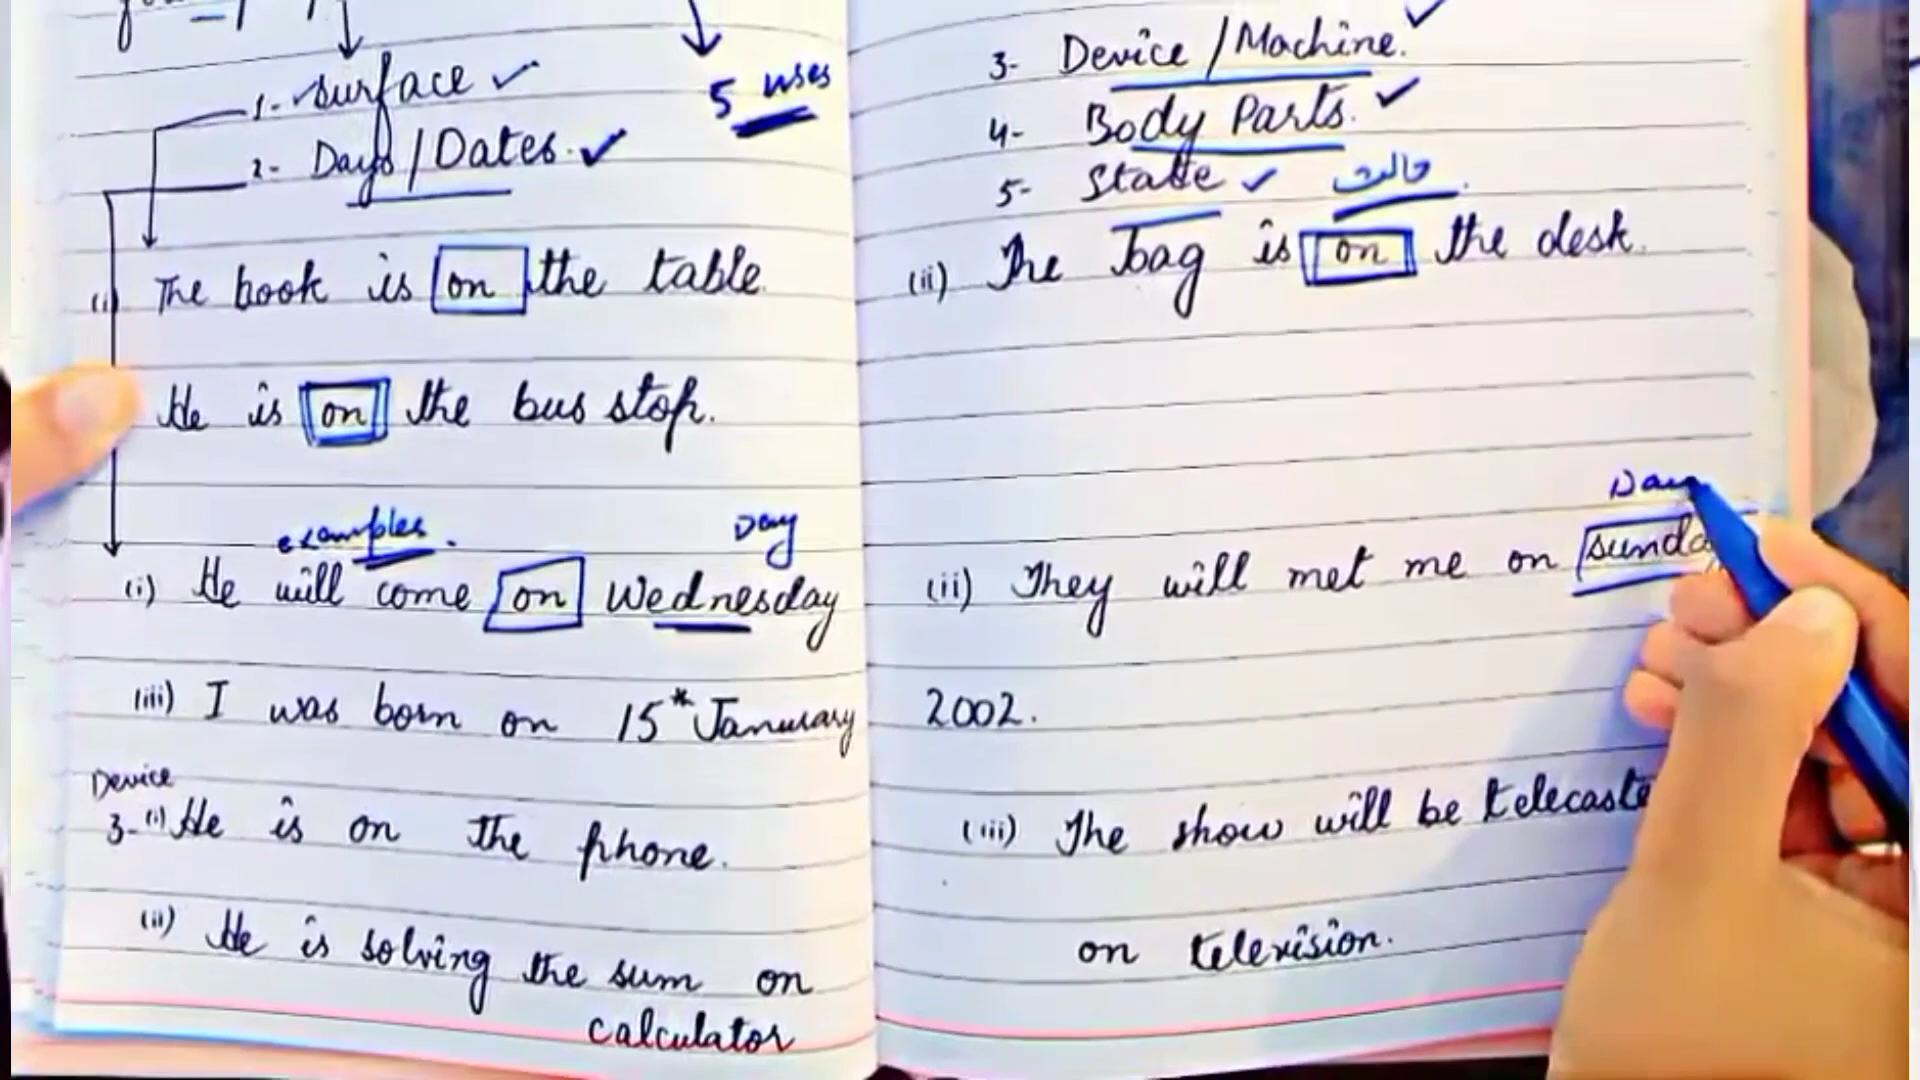 1- Surface
2- Days/Dates.
5 uses
The book is on the table.
He is on the bus stop.
examples.
Day
(i) He will come on Wednesday
(iii) I was born on 15th Januaray
Device
3-(i) He is on the phone.
(ii) He is solving the sum on
calculator
3- Device/Machine.
4- Body Parts.
5- State حالت
(ii) The bag is on the desk.
Day
(ii) They will met me on sunday
2002.
(iii) The show will be
on television.